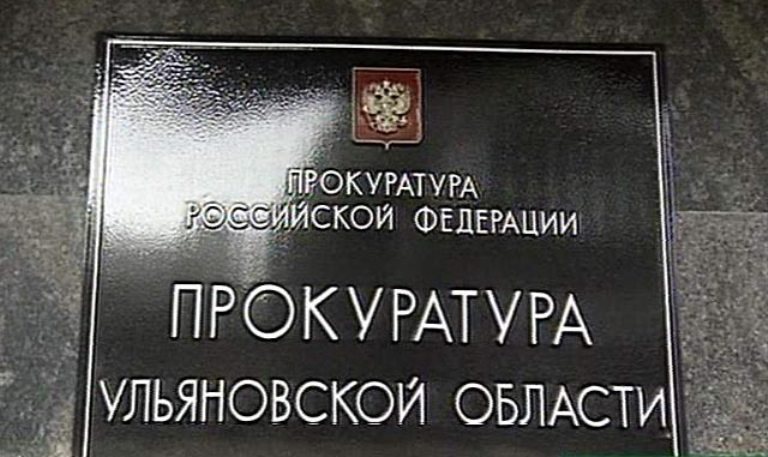 ПРОКУРАТУРА
РОССИЙСКОЙ ФЕДЕРАЦИИ
ПРОКУРАТУРА
УЛЬЯНОВСКОЙ ОБЛАСТИ